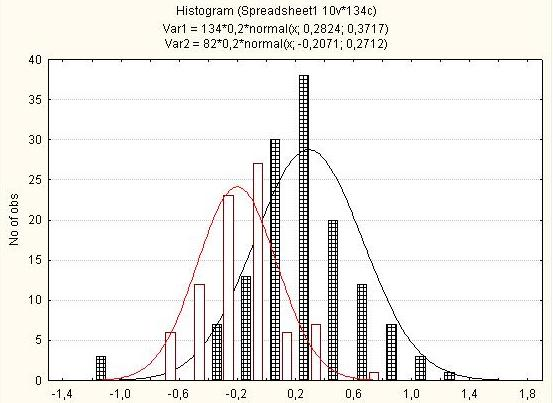 Histogram (Spreadsheet1 10v*134c)
Var1 = 134*0,2*normal(x; 0,2824; 0,3717)
Var2 = 82*0,2*normal(x; -0,2071; 0,2712)
40
35
30
25
20
15
10
5
0
No of obs
-1,4 -1,0 -0,6 -0,2 0,2 0,6 1,0 1,4 1,8